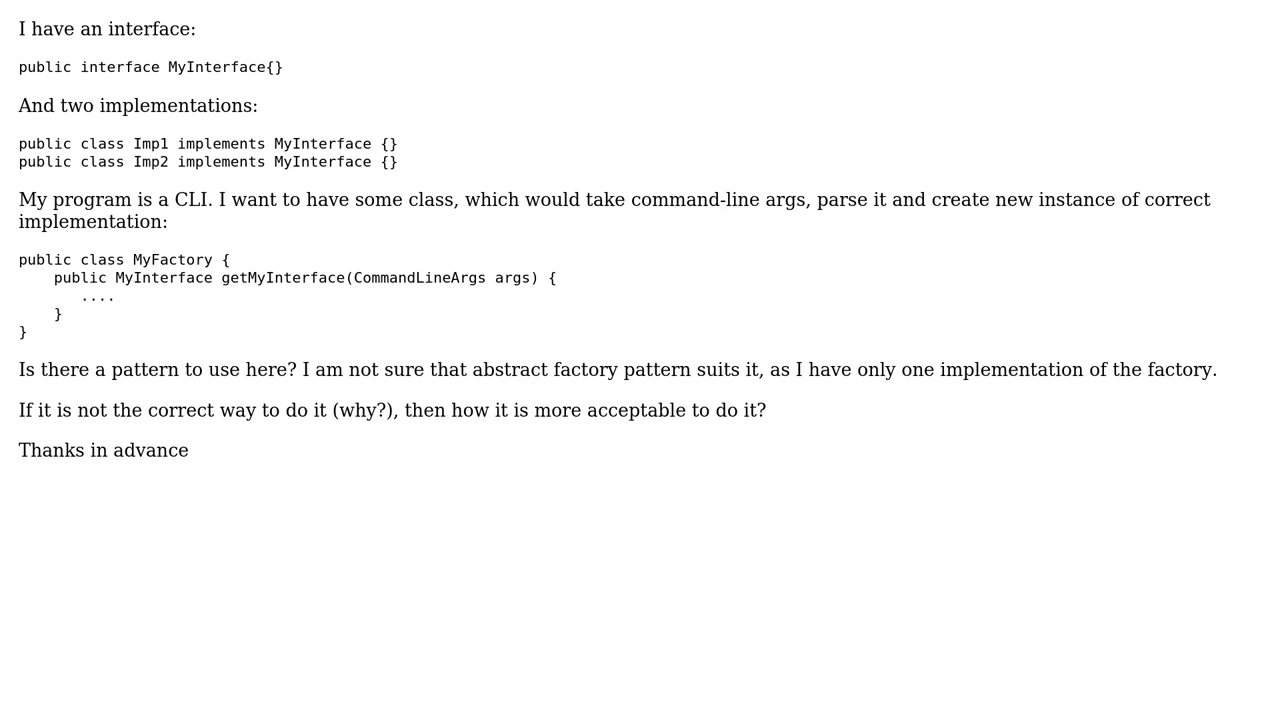 I have an interface:
public interface MyInterface{}
And two implementations:
public class Imp1 implements MyInterface {}
public class Imp2 implements MyInterface {}
My program is a CLI. I want to have some class, which would take command-line args, parse it and create new instance of correct
implementation:
public class MyFactory {
    public MyInterface getMyInterface(CommandLineArgs args) {
       ....
    }
}
Is there a pattern to use here? I am not sure that abstract factory pattern suits it, as I have only one implementation of the factory.
If it is not the correct way to do it (why?), then how it is more acceptable to do it?
Thanks in advance